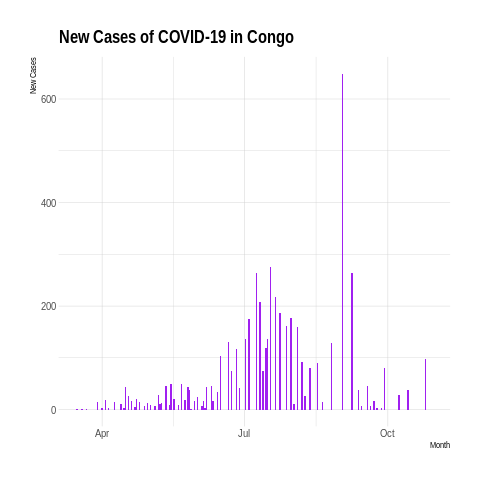 New Cases of COVID-19 in Congo
New Cases
600
400
200
0
Apr
Jul
Oct
Month